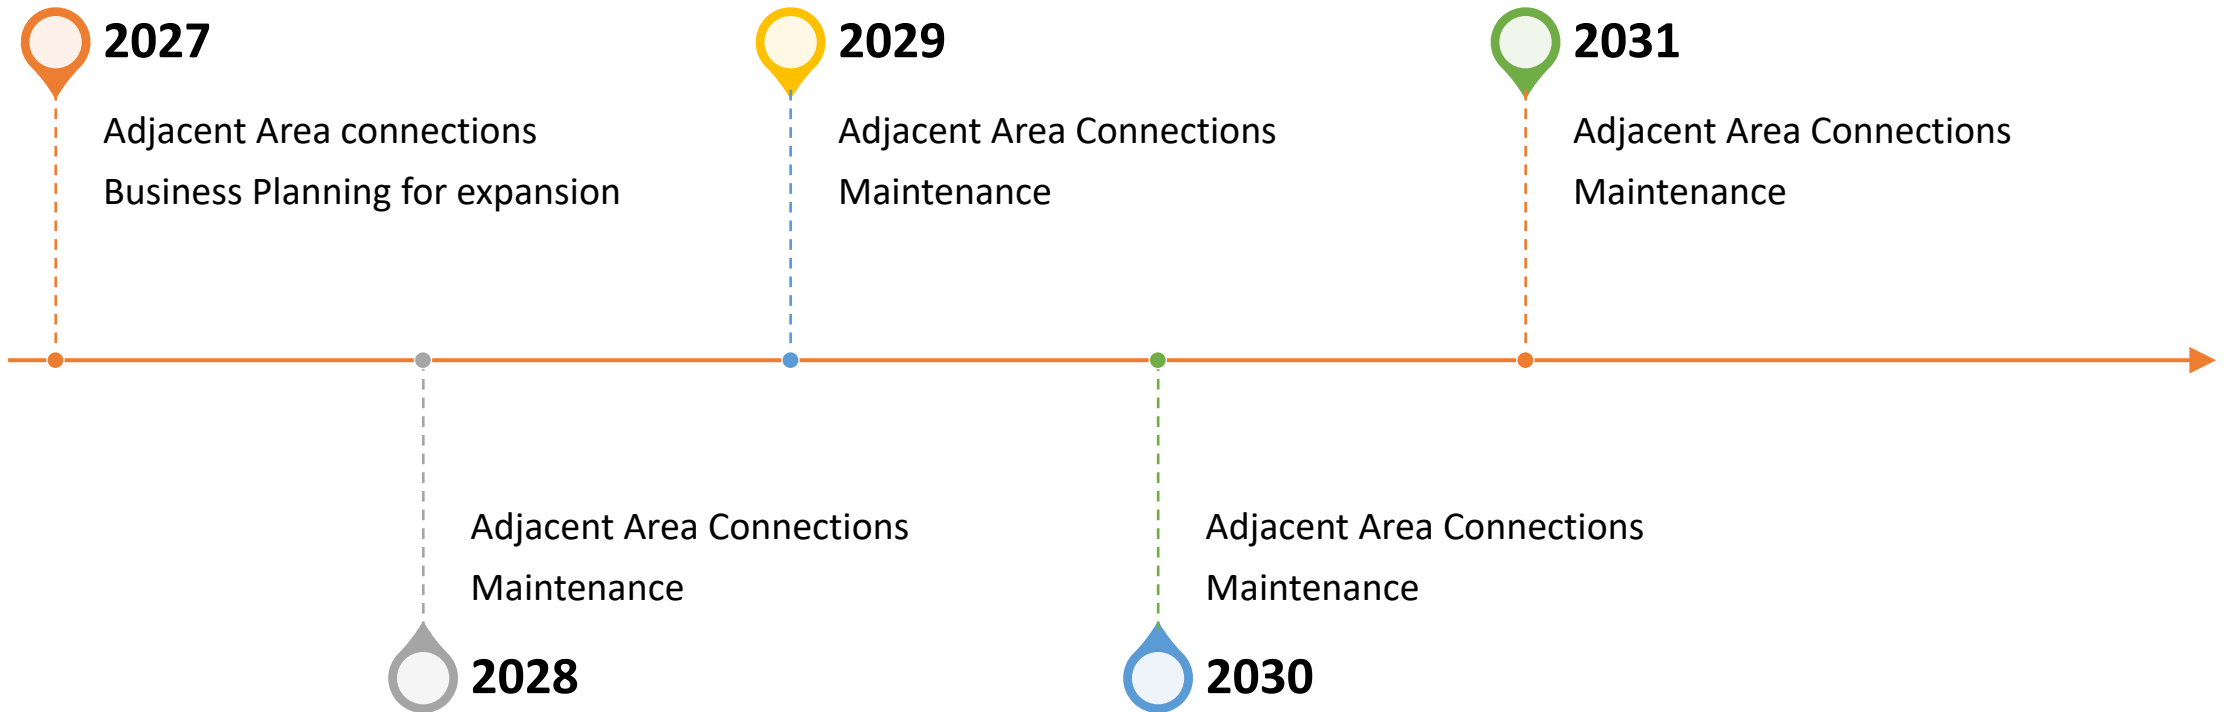 2027
Adjacent Area connections
Business Planning for expansion
2029
Adjacent Area Connections
Maintenance
2031
Adjacent Area Connections
Maintenance
Adjacent Area Connections
Maintenance
2028
Adjacent Area Connections
Maintenance
2030